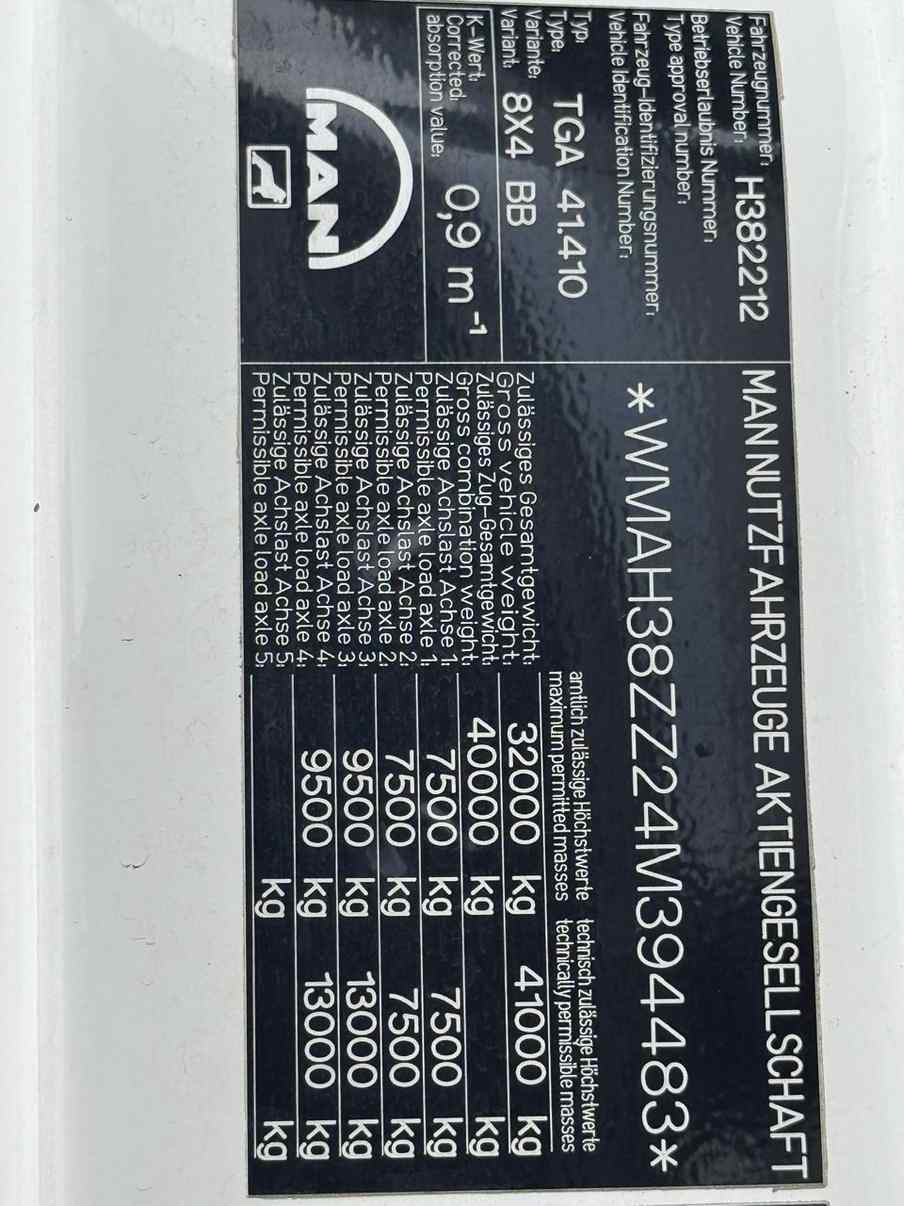 Fahrzeugnummer: H382212
Vehicle Number:
MAN NUTZFAHRZEUGE AKTIENGESELLSCHAFT
Betriebserlaubnis Nummer:
Type approval number:
Fahrzeug-Identifizierungsnummer:
Vehicle Identification Number:
*WMAH38ZZ24M394483*
Typ:
Type: TGA 41.410
Variante:
Variant: 8X4 BB
K-Wert:
Corrected
absorption value: 0,9 m⁻¹
MAN
amtlich zulässige Höchstwerte technisch zulässige Höchstwerte
maximum permitted masses technically permissible masses
Zulässiges Gesamtgewicht:
Gross vehicle weight: 32000 kg 41000 kg
Zulässiges Zug-Gesamtgewicht:
Gross combination weight: 40000 kg kg
Zulässige Achslast Achse 1:
Permissible axle load axle 1: 7500 kg 7500 kg
Zulässige Achslast Achse 2:
Permissible axle load axle 2: 7500 kg 7500 kg
Zulässige Achslast Achse 3:
Permissible axle load axle 3: 9500 kg 13000 kg
Zulässige Achslast Achse 4:
Permissible axle load axle 4: 9500 kg 13000 kg
Zulässige Achslast Achse 5:
Permissible axle load axle 5: kg kg